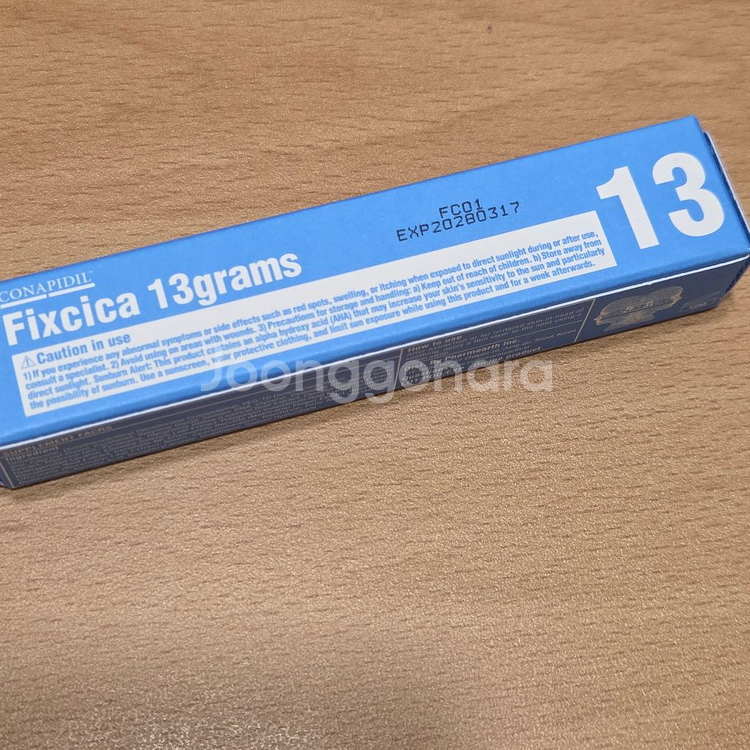 FC01
EXP20280317
13
CONAPIDIL™
Fixcica 13grams
⚠Caution in use
1) If you experience any abnormal symptoms or side effects such as red spots, swelling, or itching when exposed to direct sunlight during or after use,
consult a specialist. 2) Avoid using on areas with wounds. 3) Precautions for storage and handling: a) Keep out of reach of children. b) Store away from
direct sunlight. Sunburn Alert: This product contains an alpha hydroxy acid (AHA) that may increase your skin's sensitivity to the sun and particularly
the possibility of sunburn. Use a sunscreen, wear protective clothing, and limit sun exposure while using this product and for a week afterwards.
Joonggonara
SUPPLEMENT FACTS
How to use